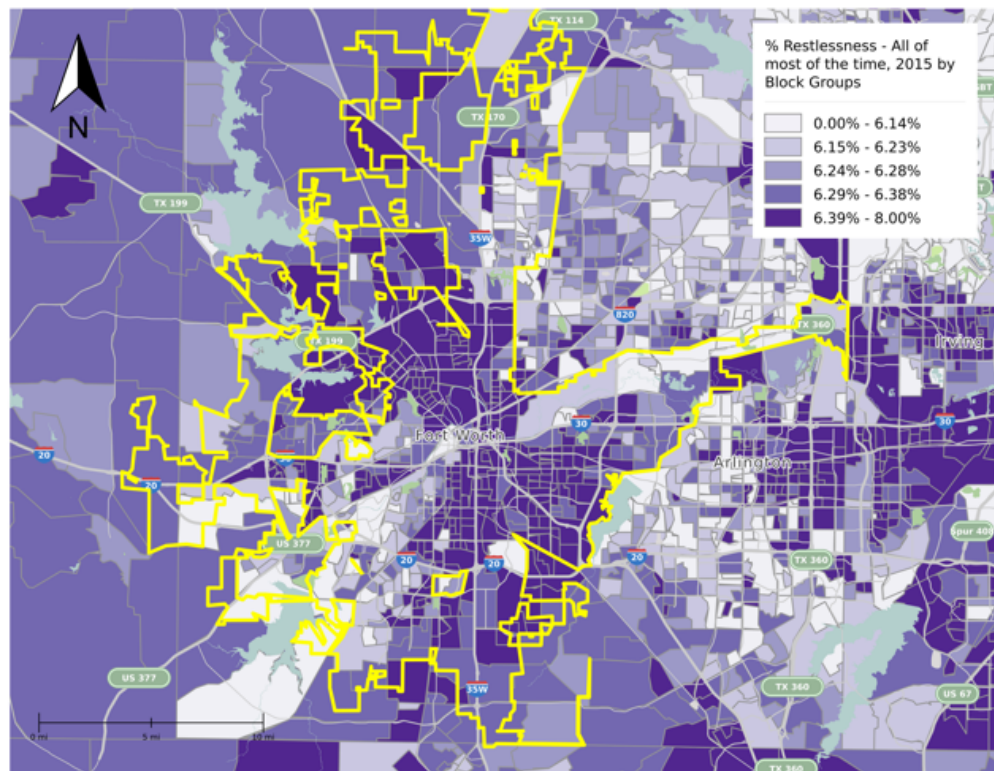 TX 114
% Restlessness - All of
most of the time, 2015 by
Block Groups
0.00% - 6.14%
6.15% - 6.23%
6.24% - 6.28%
6.29% - 6.38%
6.39% - 8.00%
N
TX 170
TX 199
35W
820
TX 360
TX 199
Irving
30
30
Fort Worth
20
Arlington
20
US 377
Spur 408
20
20
20
TX 360
US 377
35W
TX 360
US 67
0 mi 5 mi 10 mi
TX 360